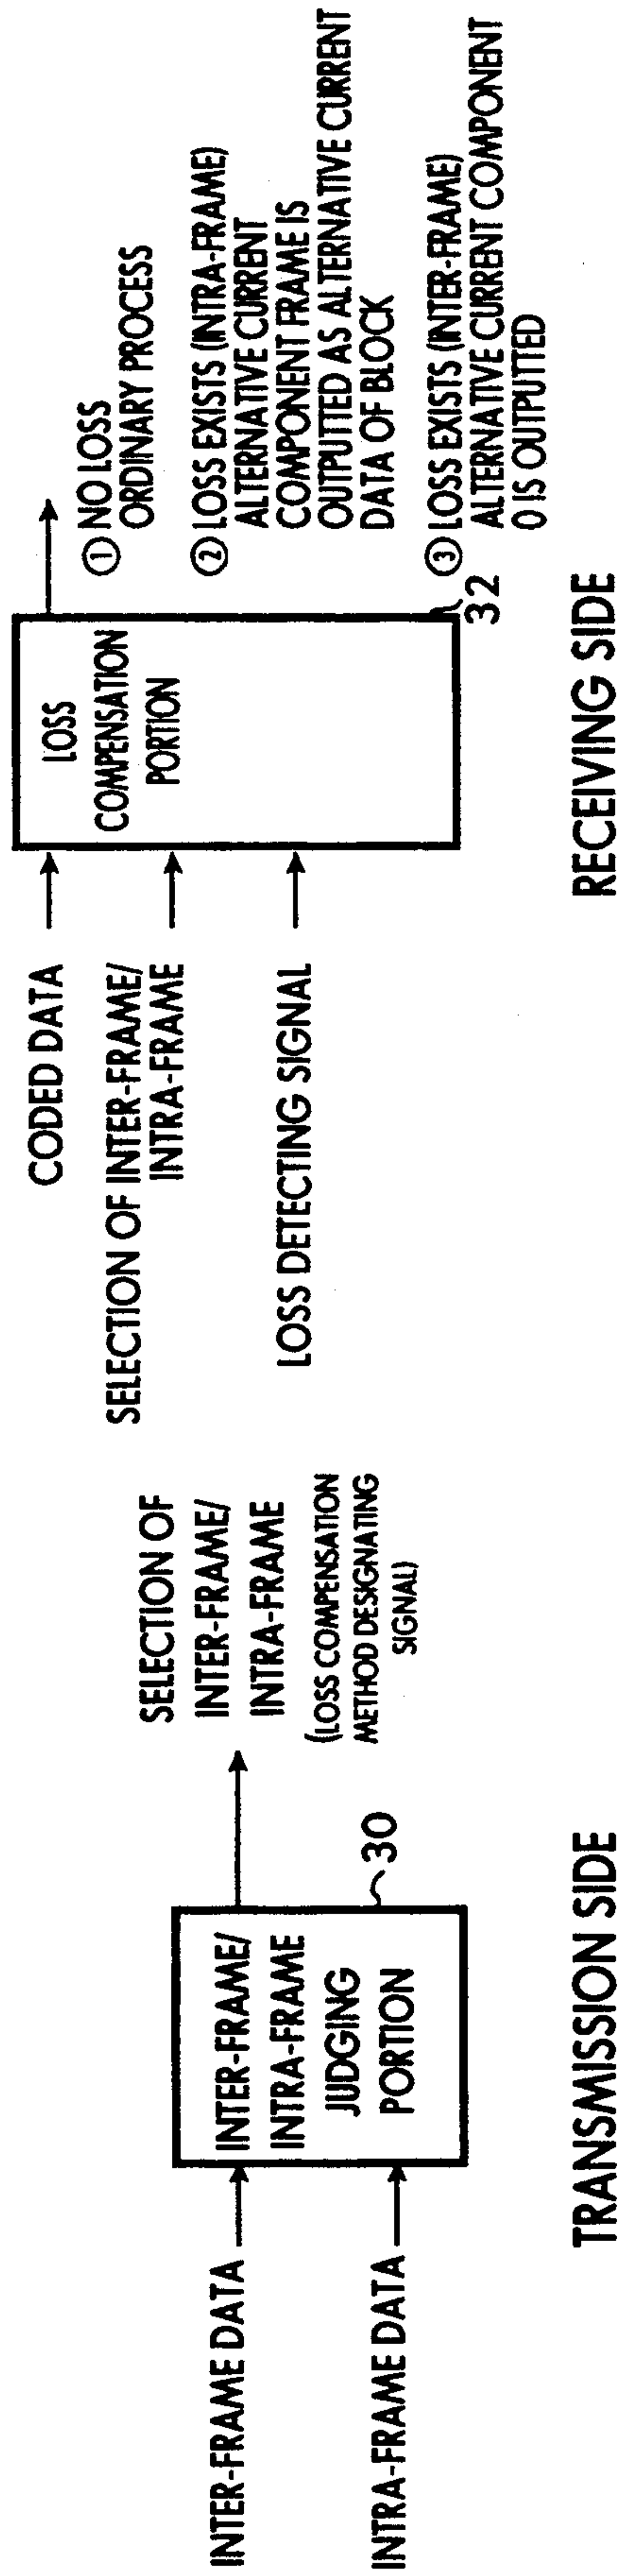 INTER-FRAME DATA
INTRA-FRAME DATA
INTER-FRAME/
INTRA-FRAME
JUDGING
PORTION
30
SELECTION OF
INTER-FRAME/
INTRA-FRAME
(LOSS COMPENSATION
METHOD DESIGNATING
SIGNAL)
TRANSMISSION SIDE
CODED DATA
SELECTION OF INTER-FRAME/
INTRA-FRAME
LOSS DETECTING SIGNAL
LOSS
COMPENSATION
PORTION
32
① NO LOSS
ORDINARY PROCESS
② LOSS EXISTS (INTRA-FRAME)
ALTERNATIVE CURRENT
COMPONENT FRAME IS
OUTPUTTED AS ALTERNATIVE CURRENT
DATA OF BLOCK
③ LOSS EXISTS (INTER-FRAME)
ALTERNATIVE CURRENT COMPONENT
0 IS OUTPUTTED
RECEIVING SIDE